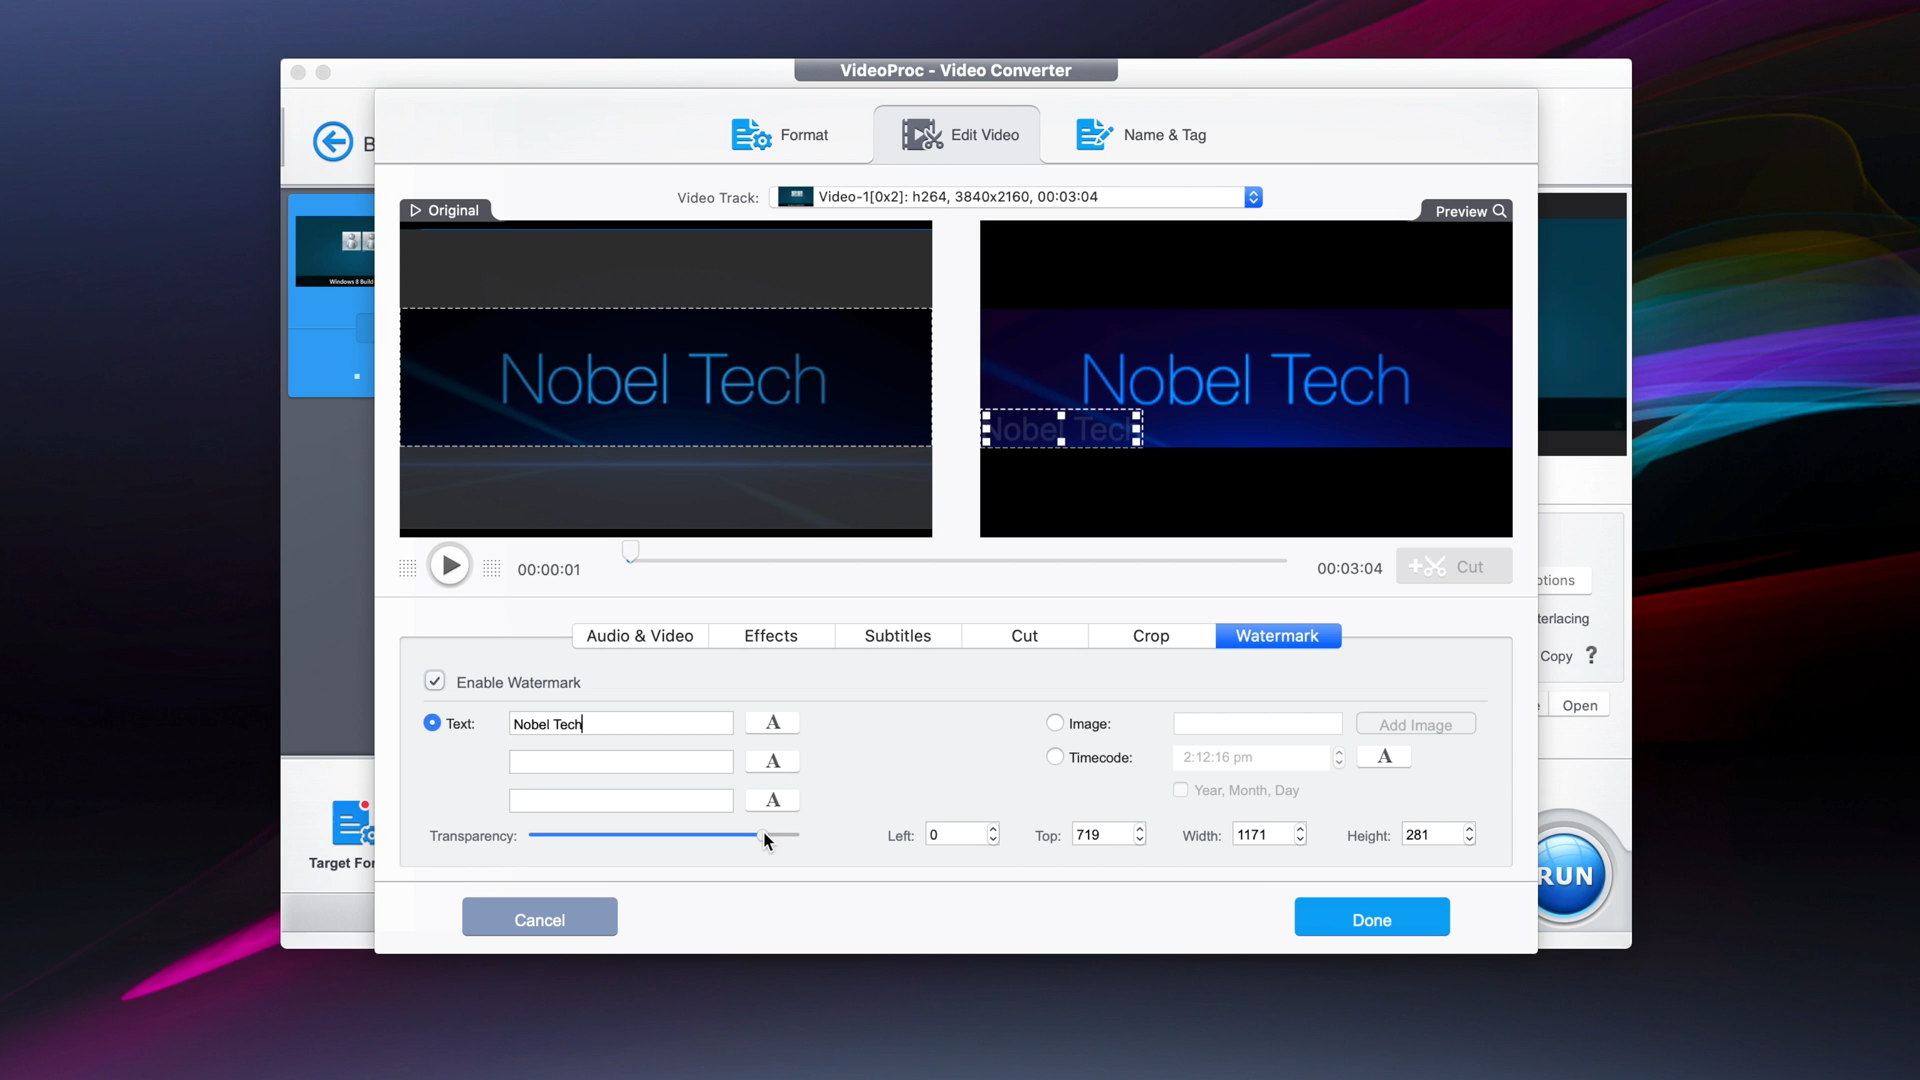 VideoProc - Video Converter
Format
Edit Video
Name & Tag
Video Track: Video-1[0x2]: h264, 3840x2160, 00:03:04
Original
Preview
Windows 8 Build
Nobel Tech
Nobel Tech
Nobel Tech
00:00:01
00:03:04
Cut
Audio & Video
Effects
Subtitles
Cut
Crop
Watermark
Copy ?
Enable Watermark
Text: Nobel Tech A
Image:
Add Image
Open
A
Timecode: 2:12:16 pm A
A
Year, Month, Day
Transparency:
Left: 0
Top: 719
Width: 1171
Height: 281
RUN
Cancel
Done